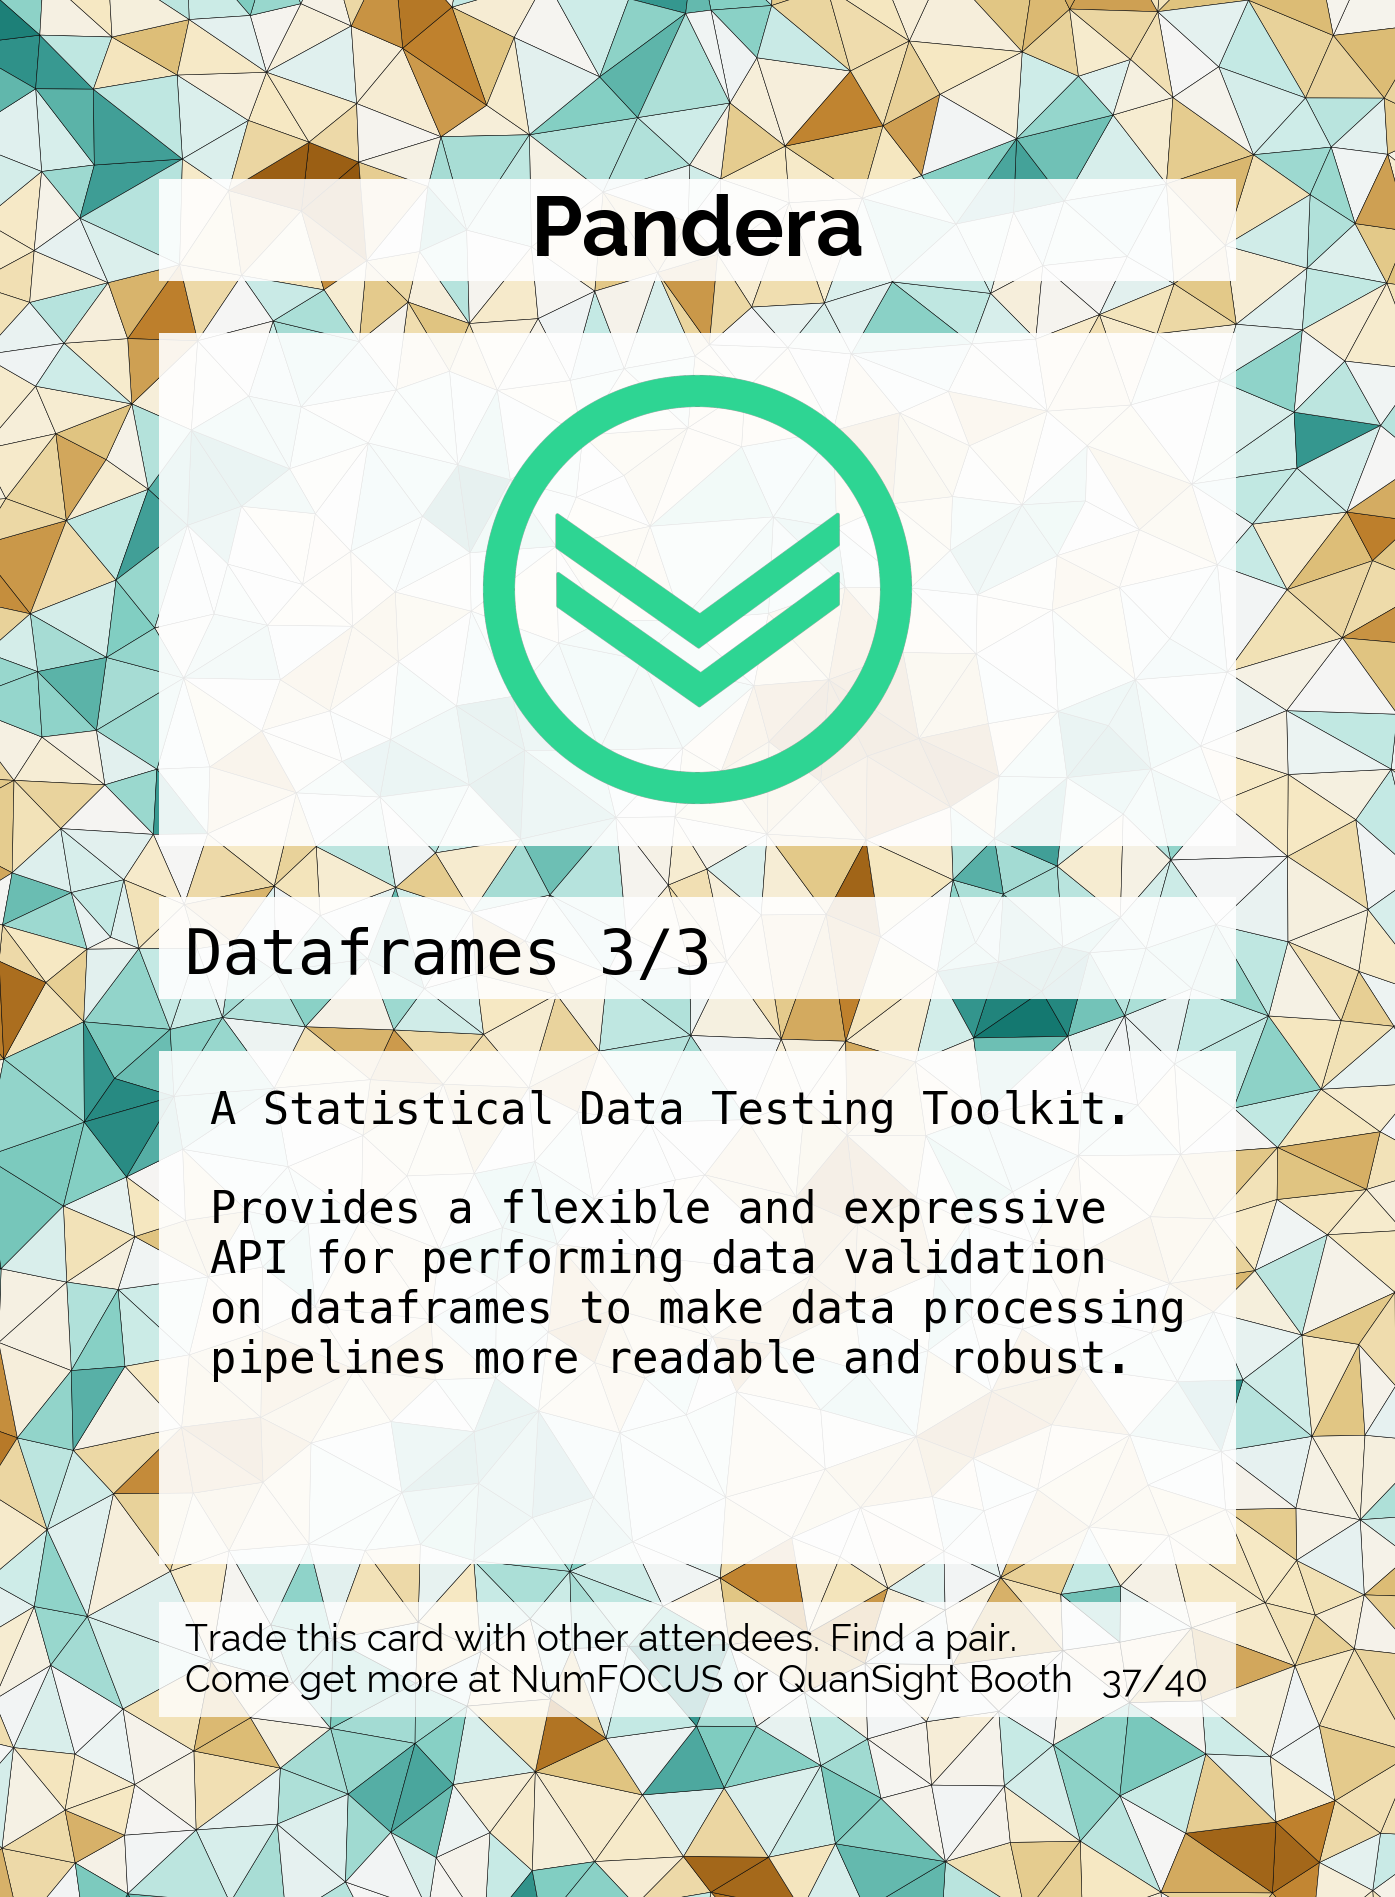 Pandera
Dataframes 3/3
A Statistical Data Testing Toolkit.
Provides a flexible and expressive
API for performing data validation
on dataframes to make data processing
pipelines more readable and robust.
Trade this card with other attendees. Find a pair.
Come get more at NumFOCUS or QuanSight Booth 37/40